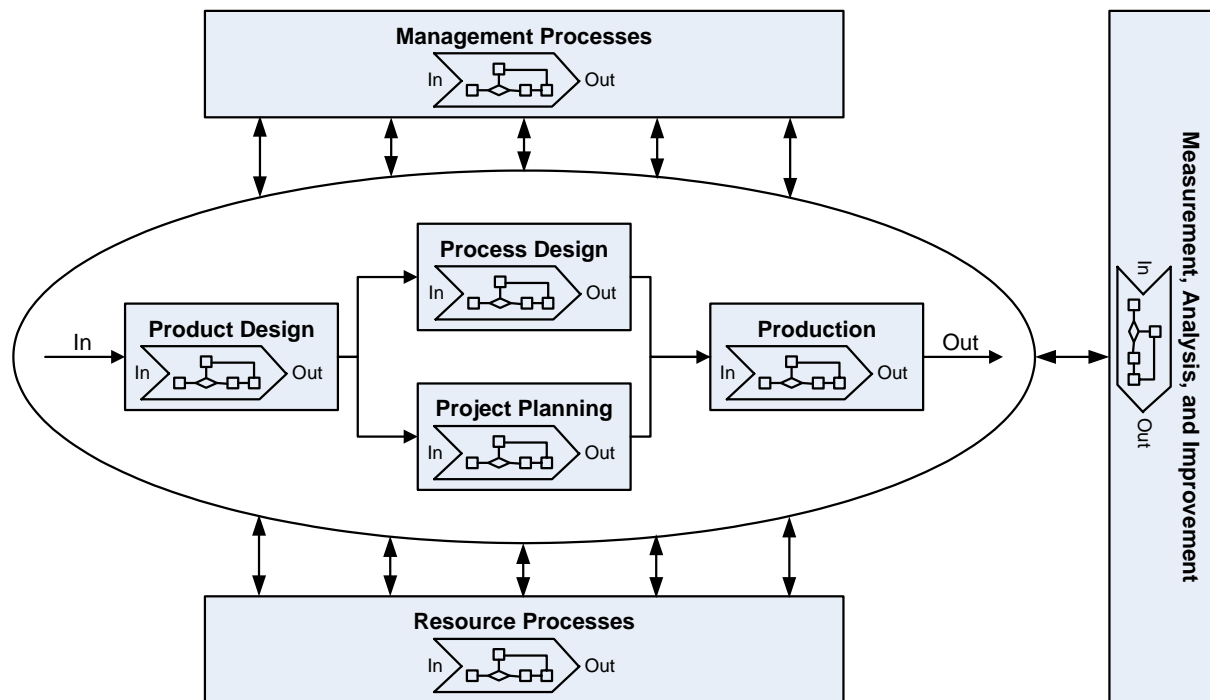 Management Processes
In Out
Process Design
In Out
In
Product Design
In Out
Production
In Out
Out
Project Planning
In Out
Resource Processes
In Out
Measurement, Analysis, and Improvement
In Out